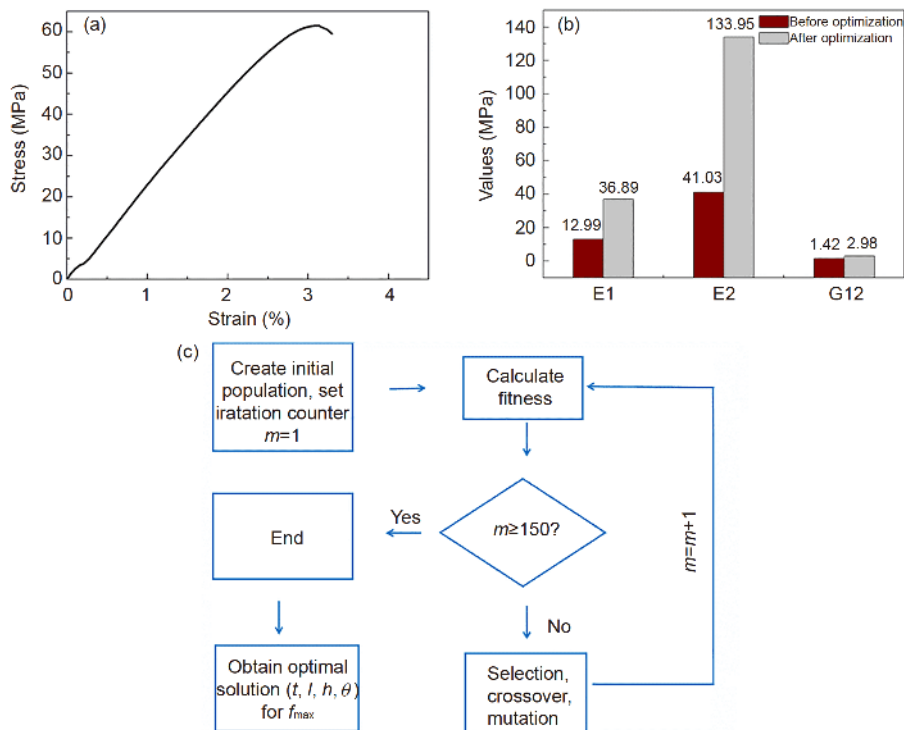 (a)
60
50
40
30
20
10
0
Stress (MPa)
0 1 2 3 4
Strain (%)
(b)
Before optimization
After optimization
140
120
100
80
60
40
20
0
Values (MPa)
12.99
36.89
41.03
133.95
1.42
2.98
E1 E2 G12
(c)
Create initial
population, set
iratation counter
m=1
Calculate
fitness
m≥150?
Yes
End
No
m=m+1
Obtain optimal
solution (t, l, h, θ)
for fmax
Selection,
crossover,
mutation